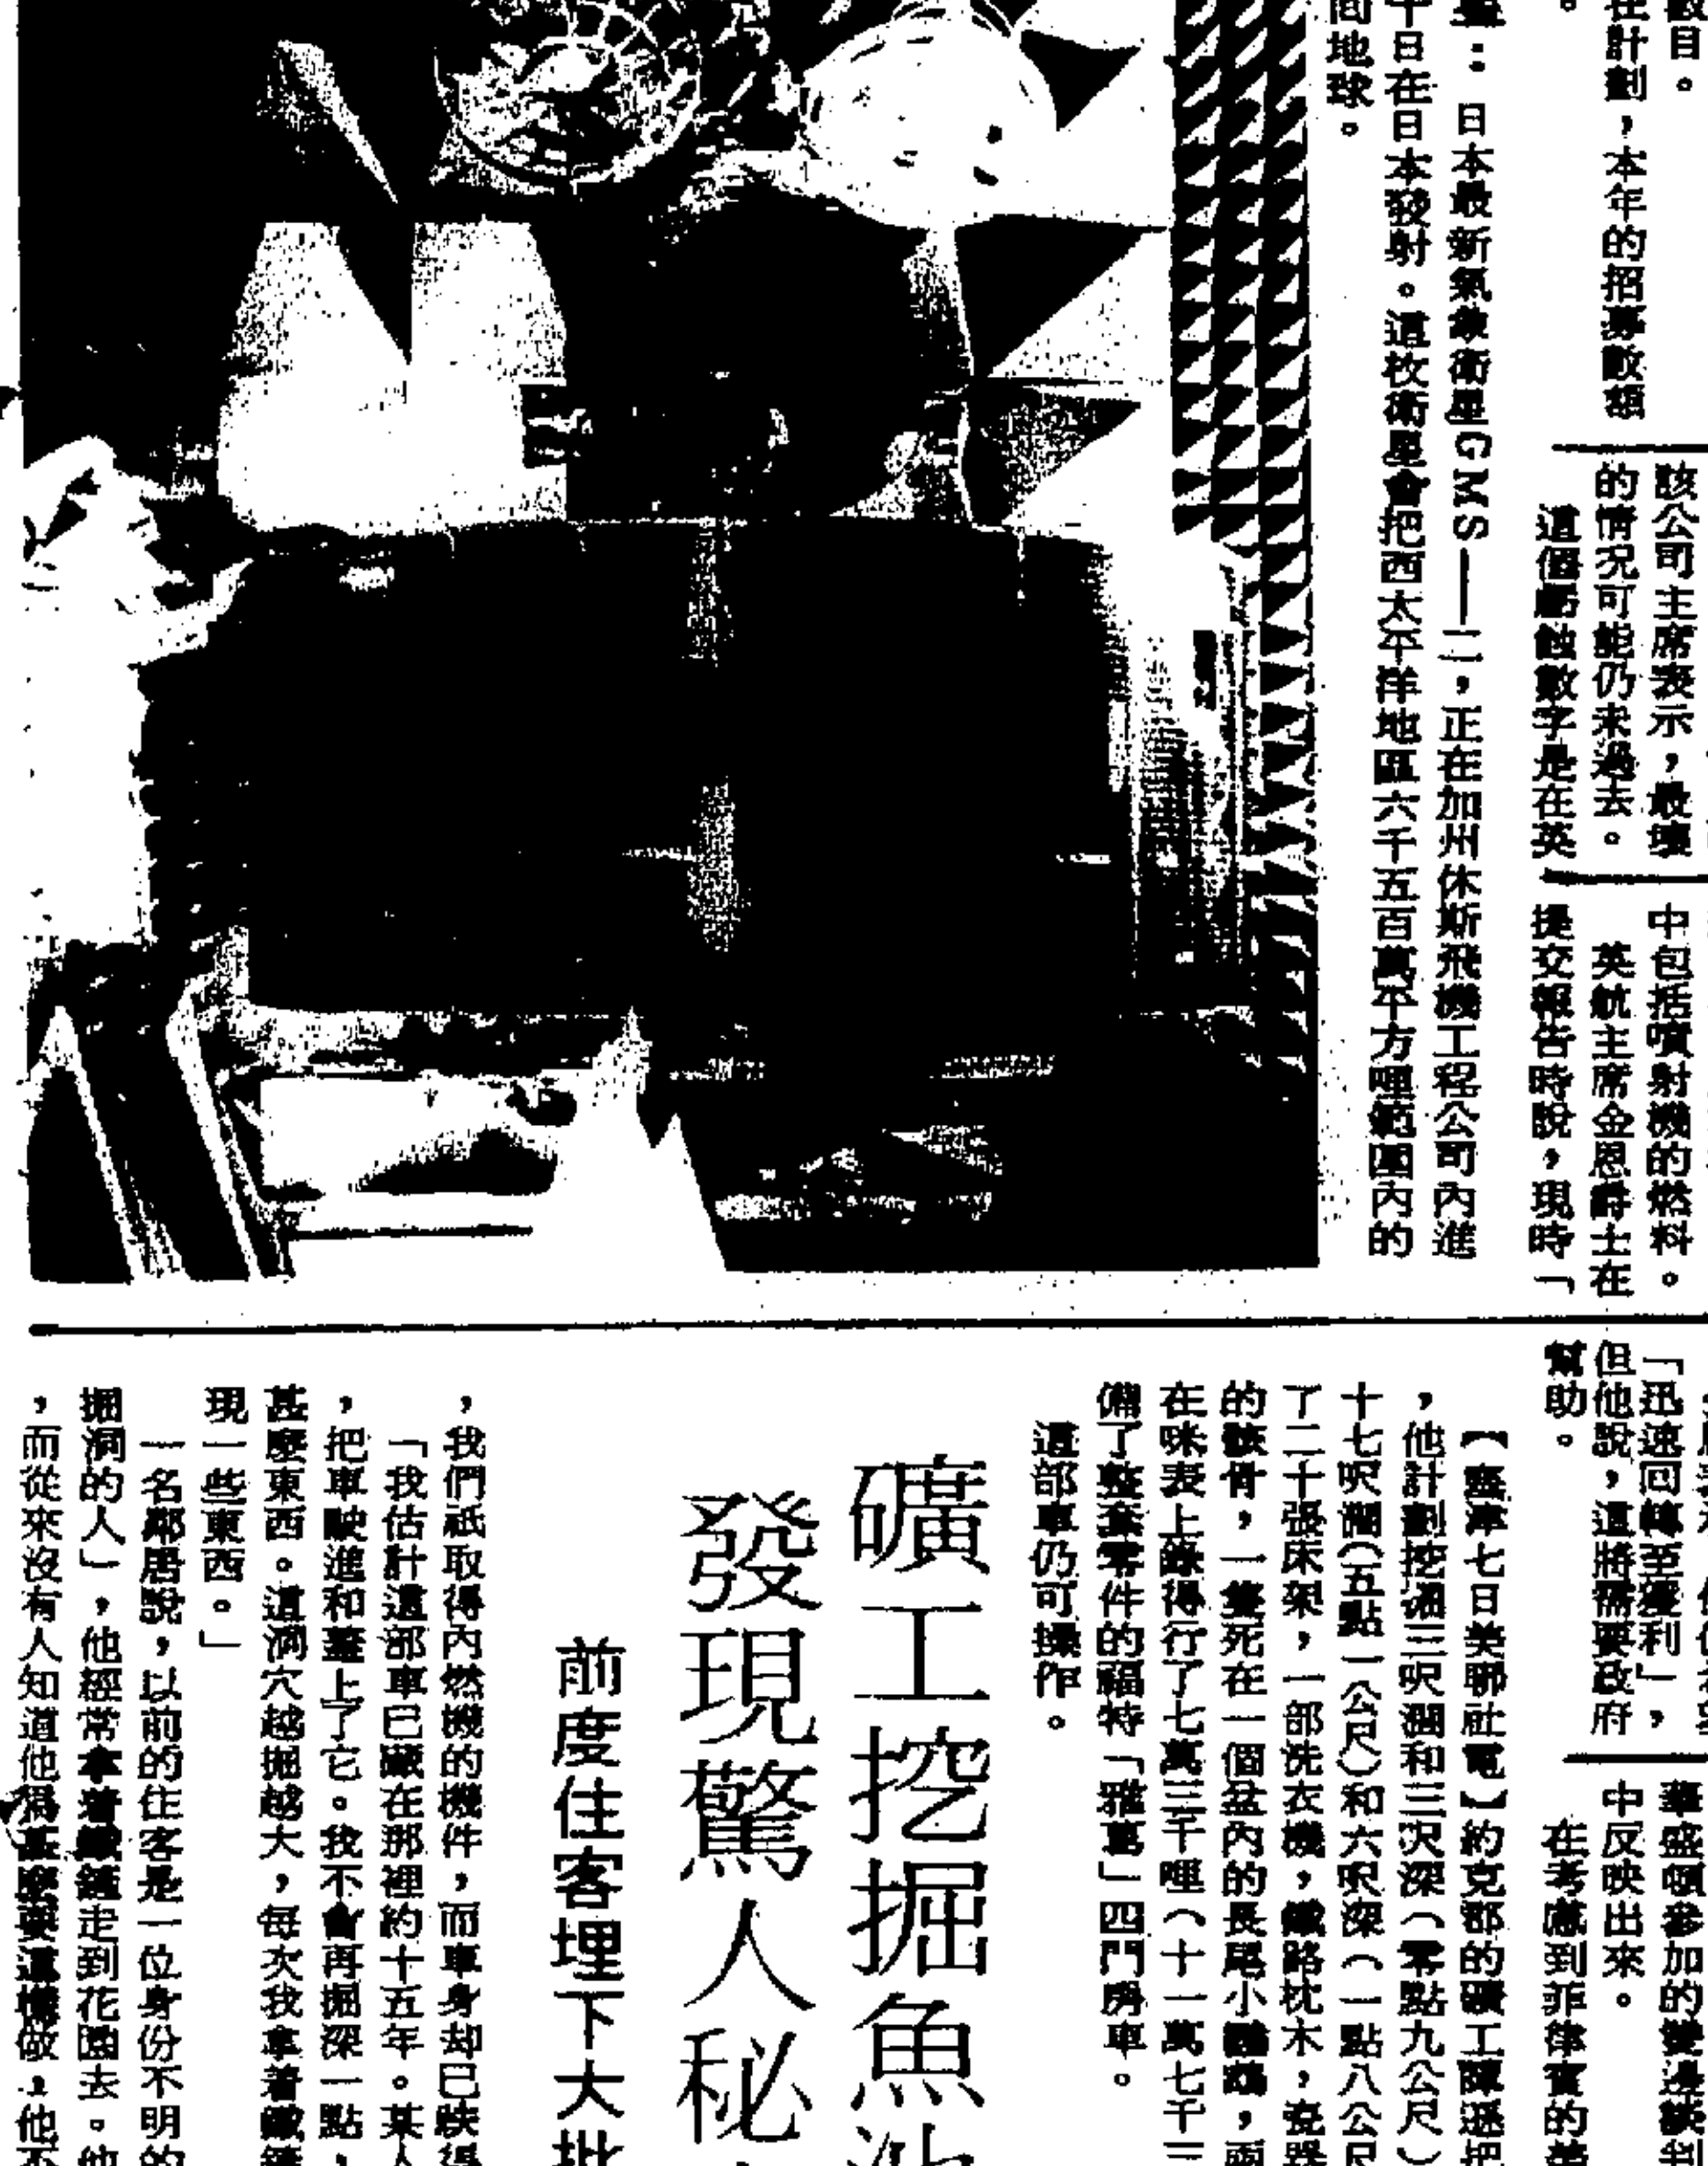 數目。
在計劃，本年的招募數額
。
日本最新氣象衛星GMS——二，正在加州休斯飛機工程公司內進
十日在日本發射。這枚衛星會把西太平洋地區六千五百萬平方哩範圍內的
回地球。
該公司主席表示，最壞
的情況可能仍未過去。
這個虧蝕數字是在英
中包括噴射機的燃料。
英航主席金恩爵士在
提交報告時說，現時「
「迅速回轉至獲利」，
但他說，這將需要政府
幫助。
華盛頓參加的雙邊談判
中反映出來。
在考慮到菲律賓的
【塞津七日美聯社電】約克郡的礦工陳遜把
，他計劃挖通三呎濶和三呎深（零點九公尺）
十七呎濶（五點一公尺）和六呎深（一點八公尺
了二十張床架，一部洗衣機，鐵路枕木，瓷器
的骸骨，一隻死在一個盆內的長尾小鸚鵡，兩
在咪表上錄得行了七萬三千哩（十一萬七千三
備了整套零件的福特「雅萬」四門房車。
這部車仍可操作。
礦工挖掘魚池
發現驚人秘
前度住客埋下大批
，我們祇取得內燃機的機件，而車身却已缺得
「我估計這部車已藏在那裡約十五年。某人
，把車駛進和蓋上了它。我不會再掘深一點，
甚麼東西。這洞穴越掘越大，每次我拿着鐵鏟
現一些東西。」
一名鄰居說，以前的住客是一位身份不明的
掘洞的人」，他經常拿着鐵鏟走到花園去。他
，而從來沒有人知道他為甚麼要這樣做，他不